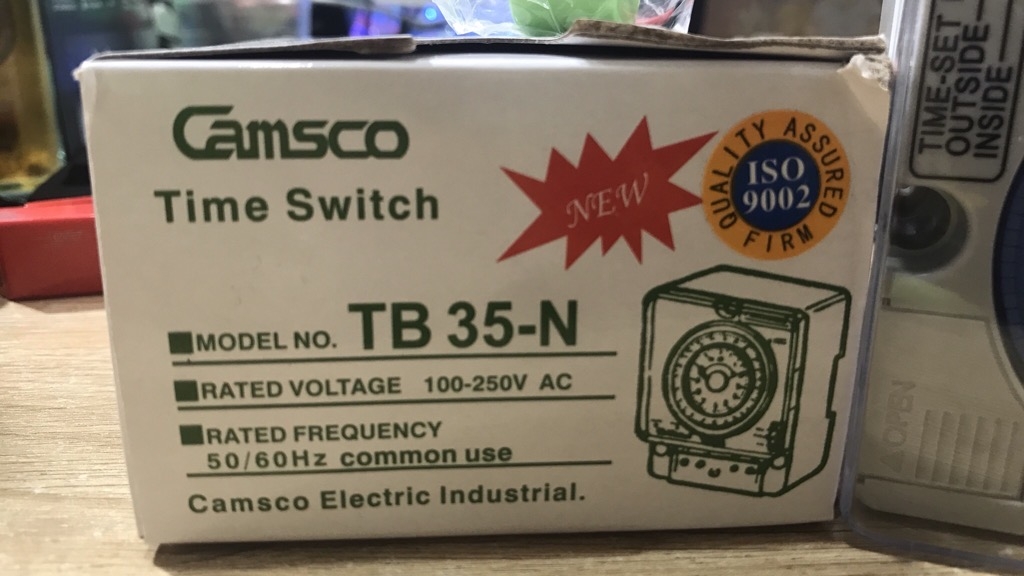 Camsco
Time Switch
NEW
QUALITY ASSURED
ISO
9002
FIRM
■MODEL NO. TB 35-N
■RATED VOLTAGE 100-250V AC
■RATED FREQUENCY
50/60Hz common use
Camsco Electric Industrial.
TIME-SET
OUTSIDE
INSIDE
▲OPEN